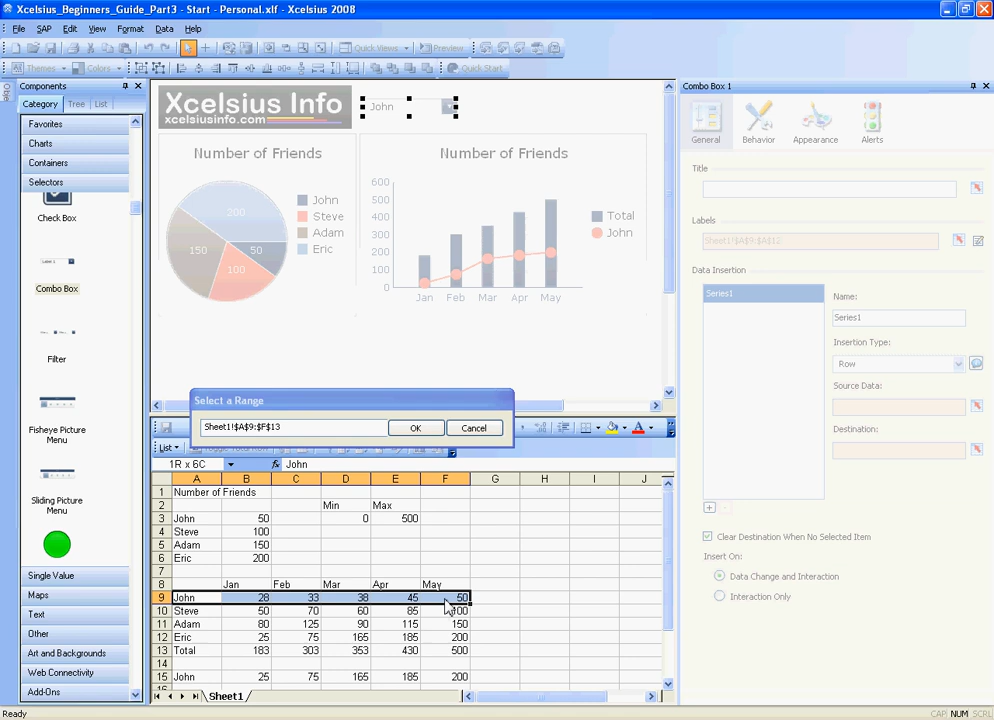 Xcelsius_Beginners_Guide_Part3 - Start - Personal.xlf - Xcelsius 2008
File SAP Edit View Format Data Help
Quick Views Preview
Themes Colors Quick Start
Components
Category Tree List
Favorites
Charts
Containers
Selectors
Check Box
Label 1
Combo Box
Filter
Fisheye Picture
Menu
Sliding Picture
Menu
Single Value
Maps
Text
Other
Art and Backgrounds
Web Connectivity
Add-Ons
Xcelsius Info
xcelsiusinfo.com
John
Number of Friends
200
150
50
100
John
Steve
Adam
Eric
Number of Friends
600
500
400
300
200
100
0
Jan Feb Mar Apr May
Total
John
Select a Range
Sheet1!$A$9:$F$13
OK Cancel
List
1R x 6C fx John
A B C D E F G H I J
1 Number of Friends
2 Min Max
3 John 50 0 500
4 Steve 100
5 Adam 150
6 Eric 200
7
8 Jan Feb Mar Apr May
9 John 28 33 38 45 50
10 Steve 50 70 60 85 100
11 Adam 80 125 90 115 150
12 Eric 25 75 165 185 200
13 Total 183 303 353 430 500
14
15 John 25 75 165 185 200
Sheet1
Combo Box 1
General Behavior Appearance Alerts
Title
Labels
Sheet1!$A$9:$A$12
Data Insertion
Series1
Name:
Series1
Insertion Type:
Row
Source Data:
Destination:
Clear Destination When No Selected Item
Insert On:
Data Change and Interaction
Interaction Only
Ready
CAP NUM SCRL